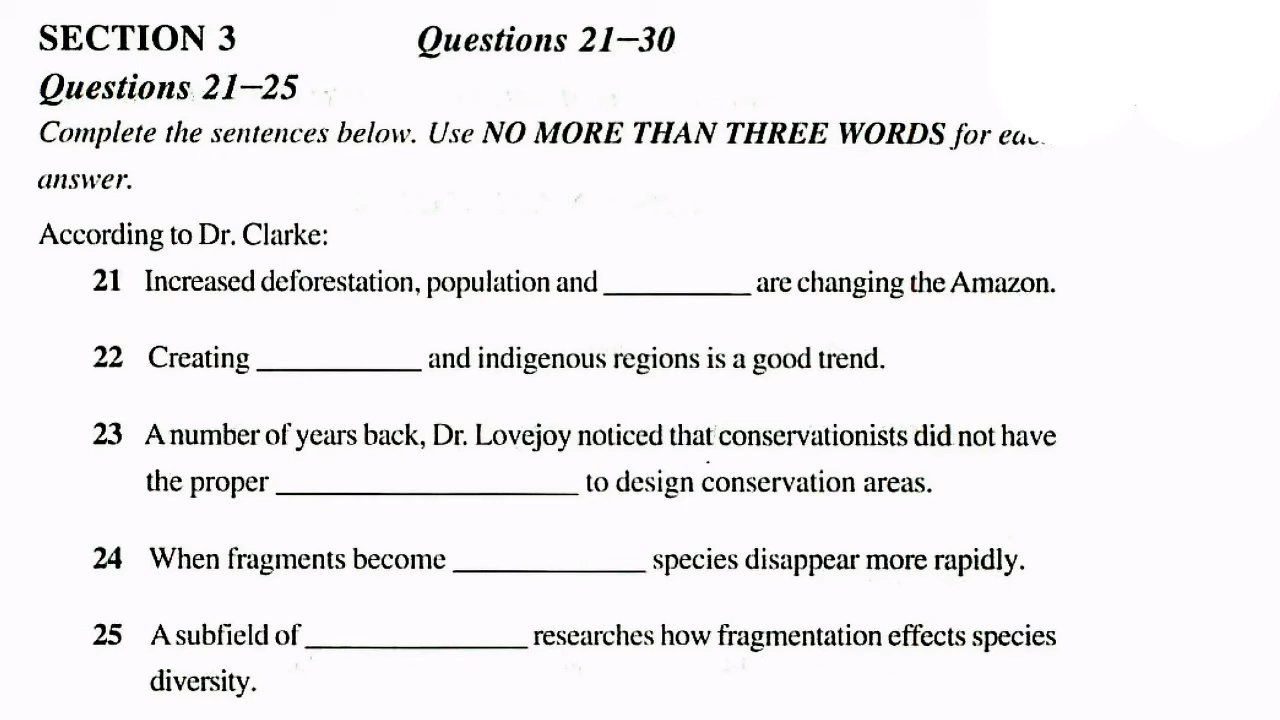 SECTION 3 Questions 21–30
Questions 21–25
Complete the sentences below. Use NO MORE THAN THREE WORDS for
answer.
According to Dr. Clarke:
21 Increased deforestation, population and __________ are changing the Amazon.
22 Creating ___________ and indigenous regions is a good trend.
23 A number of years back, Dr. Lovejoy noticed that conservationists did not have
the proper ____________________ to design conservation areas.
24 When fragments become _____________ species disappear more rapidly.
25 A subfield of _______________ researches how fragmentation effects species
diversity.